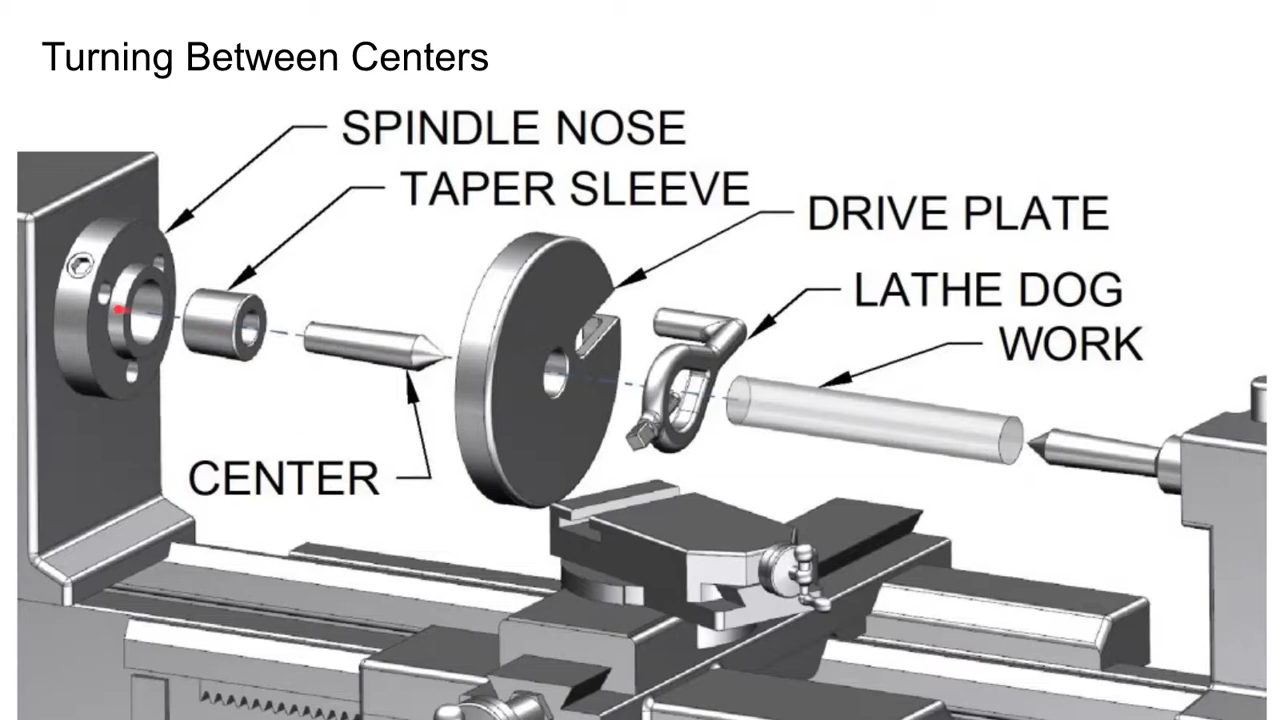 Turning Between Centers
SPINDLE NOSE
TAPER SLEEVE
DRIVE PLATE
LATHE DOG
WORK
CENTER